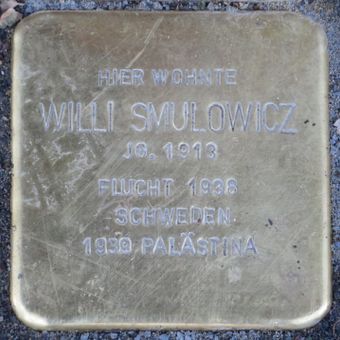 HIER WOHNTE
WILLI SMULOWICZ
JG. 1913
FLUCHT 1938
SCHWEDEN
1939 PALÄSTINA